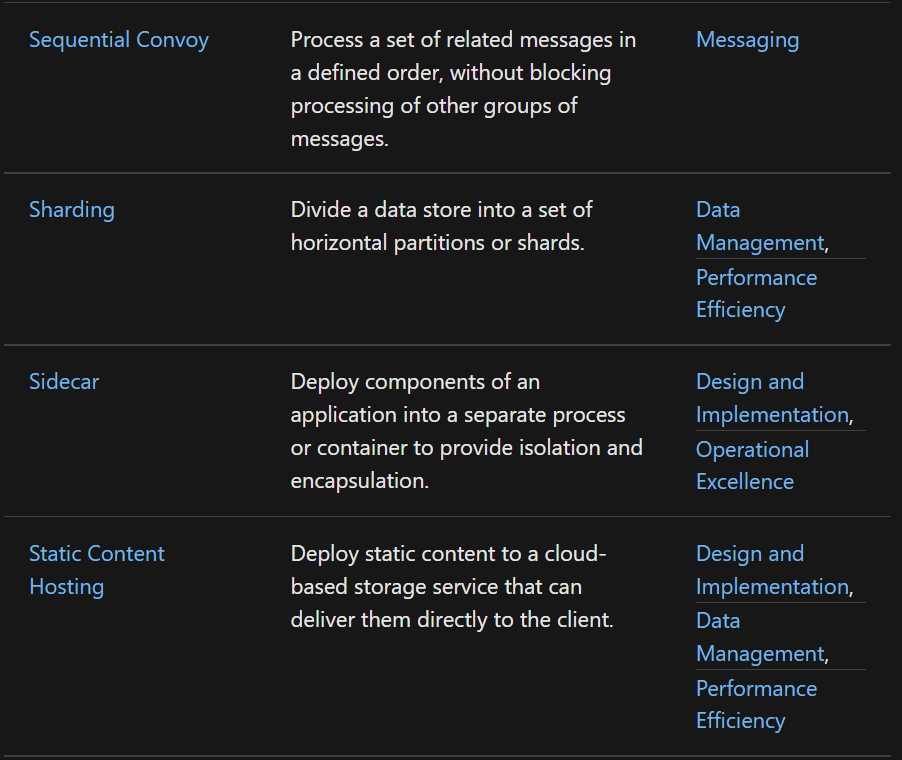 Sequential Convoy
Process a set of related messages in
a defined order, without blocking
processing of other groups of
messages.
Messaging
Sharding
Divide a data store into a set of
horizontal partitions or shards.
Data
Management,
Performance
Efficiency
Sidecar
Deploy components of an
application into a separate process
or container to provide isolation and
encapsulation.
Design and
Implementation,
Operational
Excellence
Static Content
Hosting
Deploy static content to a cloud-
based storage service that can
deliver them directly to the client.
Design and
Implementation,
Data
Management,
Performance
Efficiency